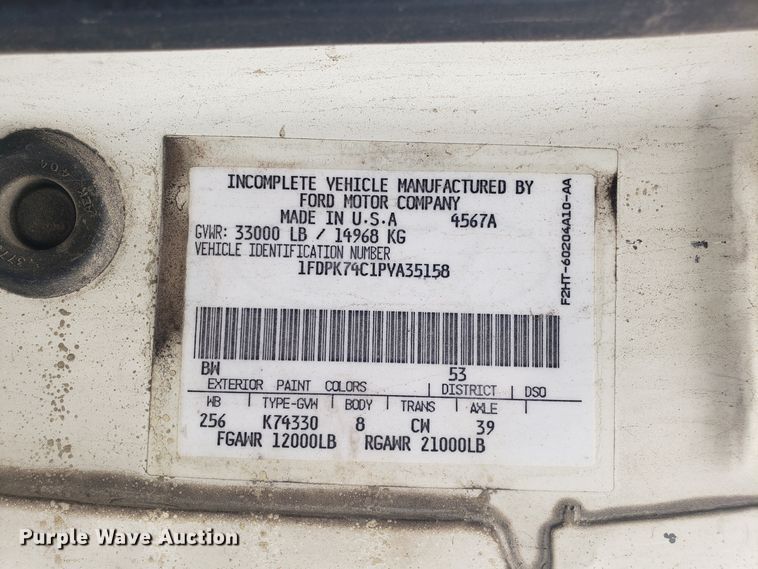 INCOMPLETE VEHICLE MANUFACTURED BY
FORD MOTOR COMPANY
MADE IN U.S.A 4567A
GVWR: 33000 LB / 14968 KG
VEHICLE IDENTIFICATION NUMBER
1FDPK74C1PVA35158
F2HT-60204A10-AA
BW 53
EXTERIOR PAINT COLORS DISTRICT DSO
WB TYPE-GVW BODY TRANS AXLE
256 K74330 8 CW 39
FGAWR 12000LB RGAWR 21000LB
Purple Wave Auction